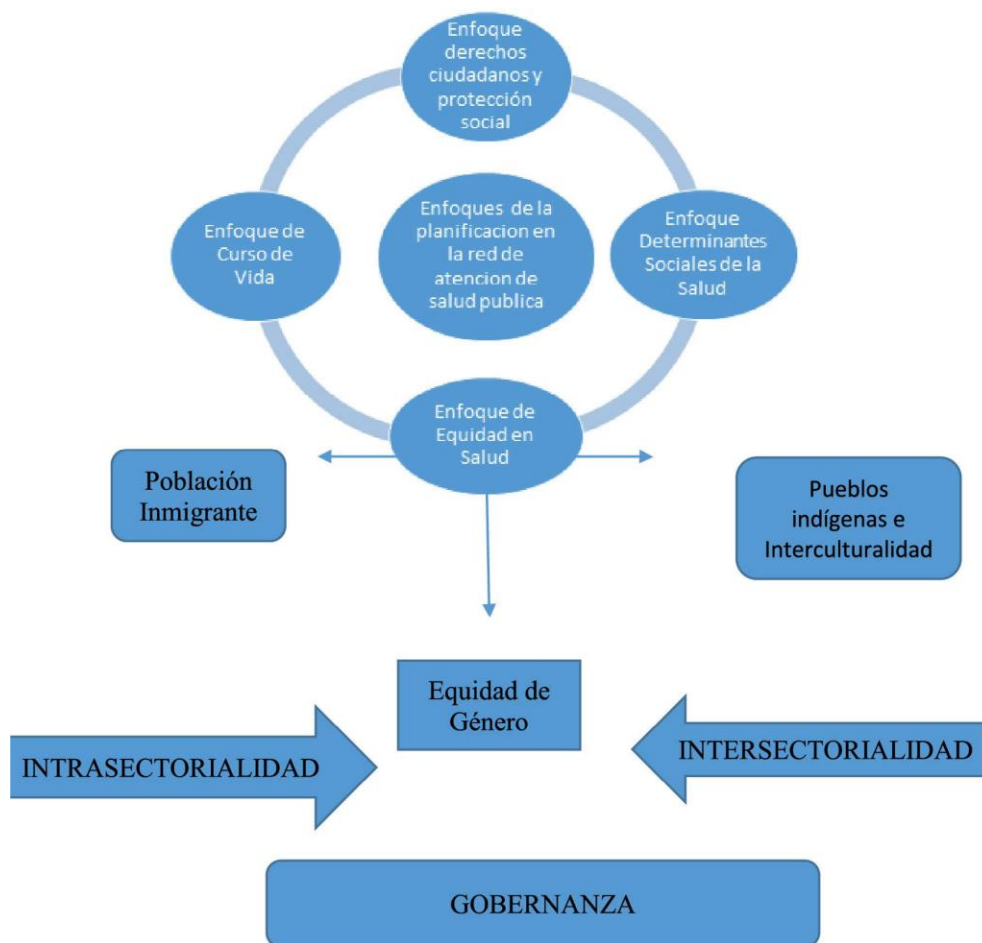 Enfoque
derechos
ciudadanos y
protección
social
Enfoque de
Curso de
Vida
Enfoques de la
planificacion en
la red de
atencion de
salud publica
Enfoque
Determinantes
Sociales de la
Salud
Enfoque de
Equidad en
Salud
Población
Inmigrante
Pueblos
indígenas e
Interculturalidad
Equidad de
Género
INTRASECTORIALIDAD
INTERSECTORIALIDAD
GOBERNANZA